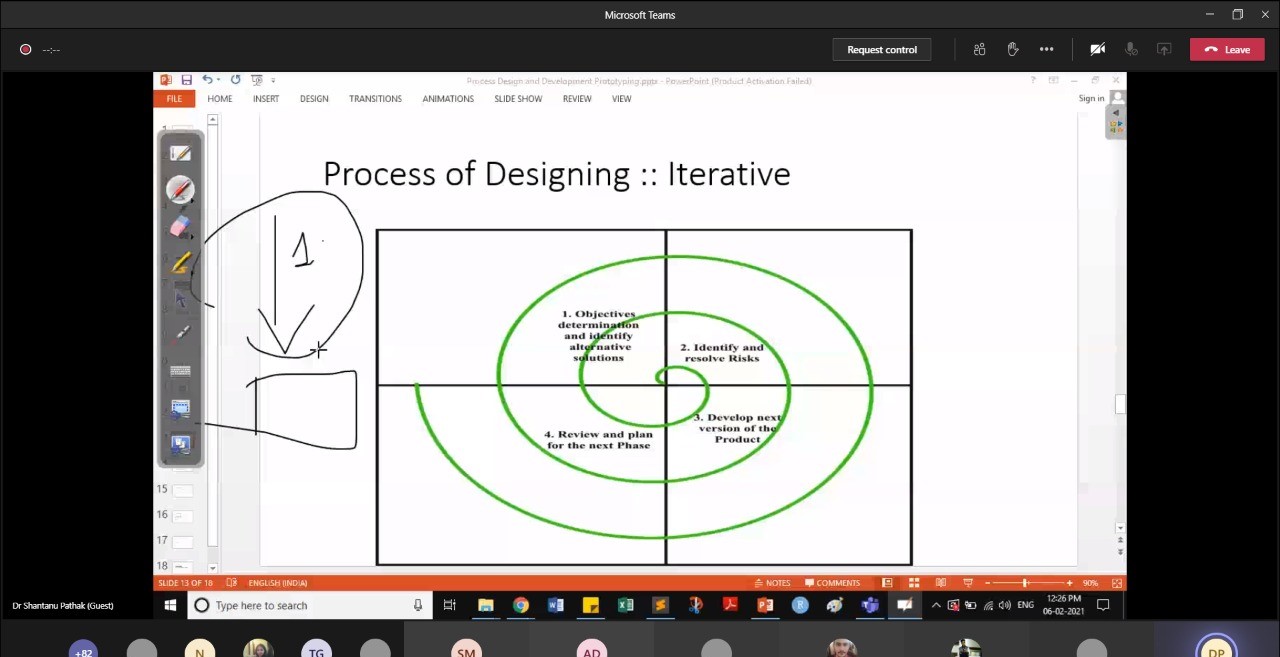 Microsoft Teams
--:--
Request control
Leave
Process Design and Development Prototyping.pptx - PowerPoint (Product Activation Failed)
FILE HOME INSERT DESIGN TRANSITIONS ANIMATIONS SLIDE SHOW REVIEW VIEW
Sign in
Process of Designing :: Iterative
1
1. Objectives
determination
and identify
alternative
solutions
2. Identify and
resolve Risks
3. Develop next
version of the
Product
4. Review and plan
for the next Phase
15
16
17
18
SLIDE 13 OF 18 ENGLISH (INDIA)
NOTES COMMENTS 90%
Dr Shantanu Pathak (Guest)
Type here to search
ENG
12:26 PM
06-02-2021
+82 N TG SM AD DP